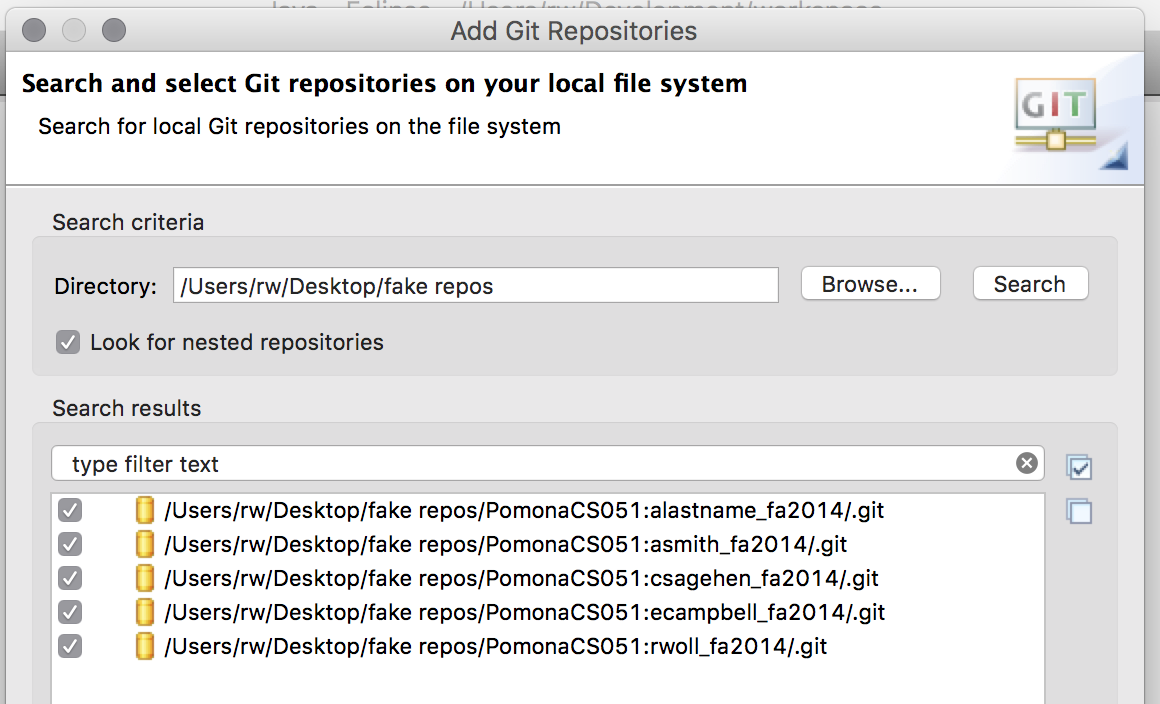 Add Git Repositories
Search and select Git repositories on your local file system
Search for local Git repositories on the file system
GIT
Search criteria
Directory: /Users/rw/Desktop/fake repos Browse... Search
Look for nested repositories
Search results
type filter text
/Users/rw/Desktop/fake repos/PomonaCS051:alastname_fa2014/.git
/Users/rw/Desktop/fake repos/PomonaCS051:asmith_fa2014/.git
/Users/rw/Desktop/fake repos/PomonaCS051:csagehen_fa2014/.git
/Users/rw/Desktop/fake repos/PomonaCS051:ecampbell_fa2014/.git
/Users/rw/Desktop/fake repos/PomonaCS051:rwoll_fa2014/.git